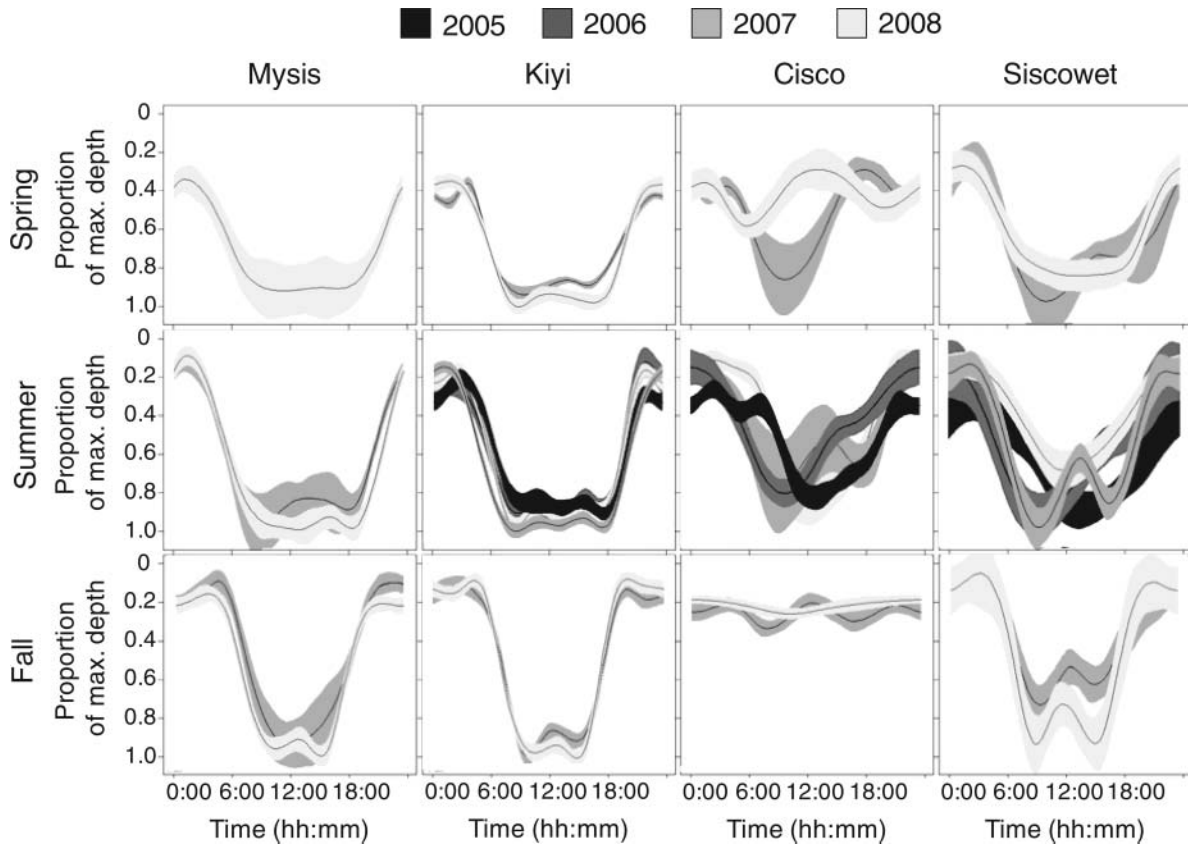 2005 2006 2007 2008
Mysis Kiyi Cisco Siscowet
Spring
Proportion
of max. depth
0
0.2
0.4
0.6
0.8
1.0
Summer
Proportion
of max. depth
0
0.2
0.4
0.6
0.8
1.0
Fall
Proportion
of max. depth
0
0.2
0.4
0.6
0.8
1.0
0:00 6:00 12:00 18:00 0:00 6:00 12:00 18:00 0:00 6:00 12:00 18:00 0:00 6:00 12:00 18:00
Time (hh:mm) Time (hh:mm) Time (hh:mm) Time (hh:mm)